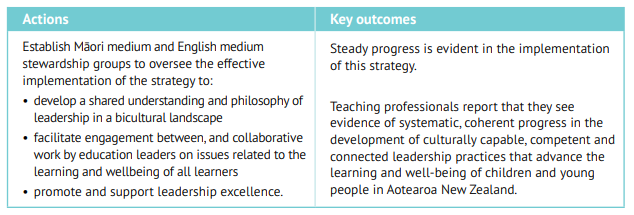 Actions
Establish Māori medium and English medium
stewardship groups to oversee the effective
implementation of the strategy to:
• develop a shared understanding and philosophy of
leadership in a bicultural landscape
• facilitate engagement between, and collaborative
work by education leaders on issues related to the
learning and wellbeing of all learners
• promote and support leadership excellence.
Key outcomes
Steady progress is evident in the implementation
of this strategy.
Teaching professionals report that they see
evidence of systematic, coherent progress in the
development of culturally capable, competent and
connected leadership practices that advance the
learning and well-being of children and young
people in Aotearoa New Zealand.